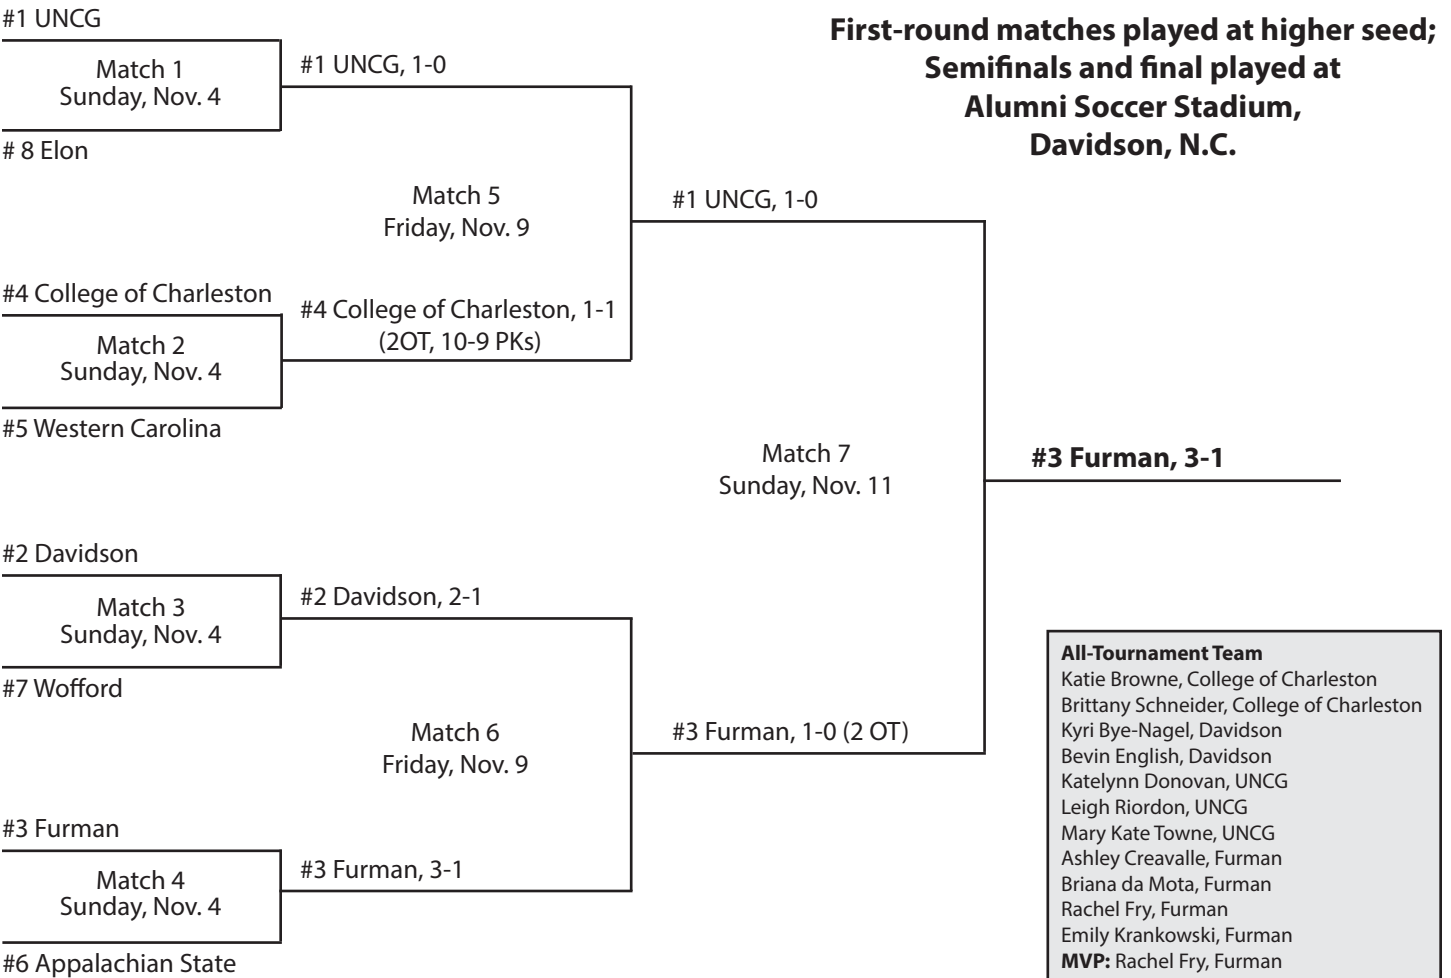 #1 UNCG
Match 1
Sunday, Nov. 4
# 8 Elon
#1 UNCG, 1-0
First-round matches played at higher seed;
Semifinals and final played at
Alumni Soccer Stadium,
Davidson, N.C.
Match 5
Friday, Nov. 9
#1 UNCG, 1-0
#4 College of Charleston
Match 2
Sunday, Nov. 4
#5 Western Carolina
#4 College of Charleston, 1-1
(2OT, 10-9 PKs)
Match 7
Sunday, Nov. 11
#3 Furman, 3-1
#2 Davidson
Match 3
Sunday, Nov. 4
#7 Wofford
#2 Davidson, 2-1
Match 6
Friday, Nov. 9
#3 Furman, 1-0 (2 OT)
#3 Furman
Match 4
Sunday, Nov. 4
#6 Appalachian State
#3 Furman, 3-1
All-Tournament Team
Katie Browne, College of Charleston
Brittany Schneider, College of Charleston
Kyri Bye-Nagel, Davidson
Bevin English, Davidson
Katelynn Donovan, UNCG
Leigh Riordon, UNCG
Mary Kate Towne, UNCG
Ashley Creavalle, Furman
Briana da Mota, Furman
Rachel Fry, Furman
Emily Krankowski, Furman
MVP: Rachel Fry, Furman